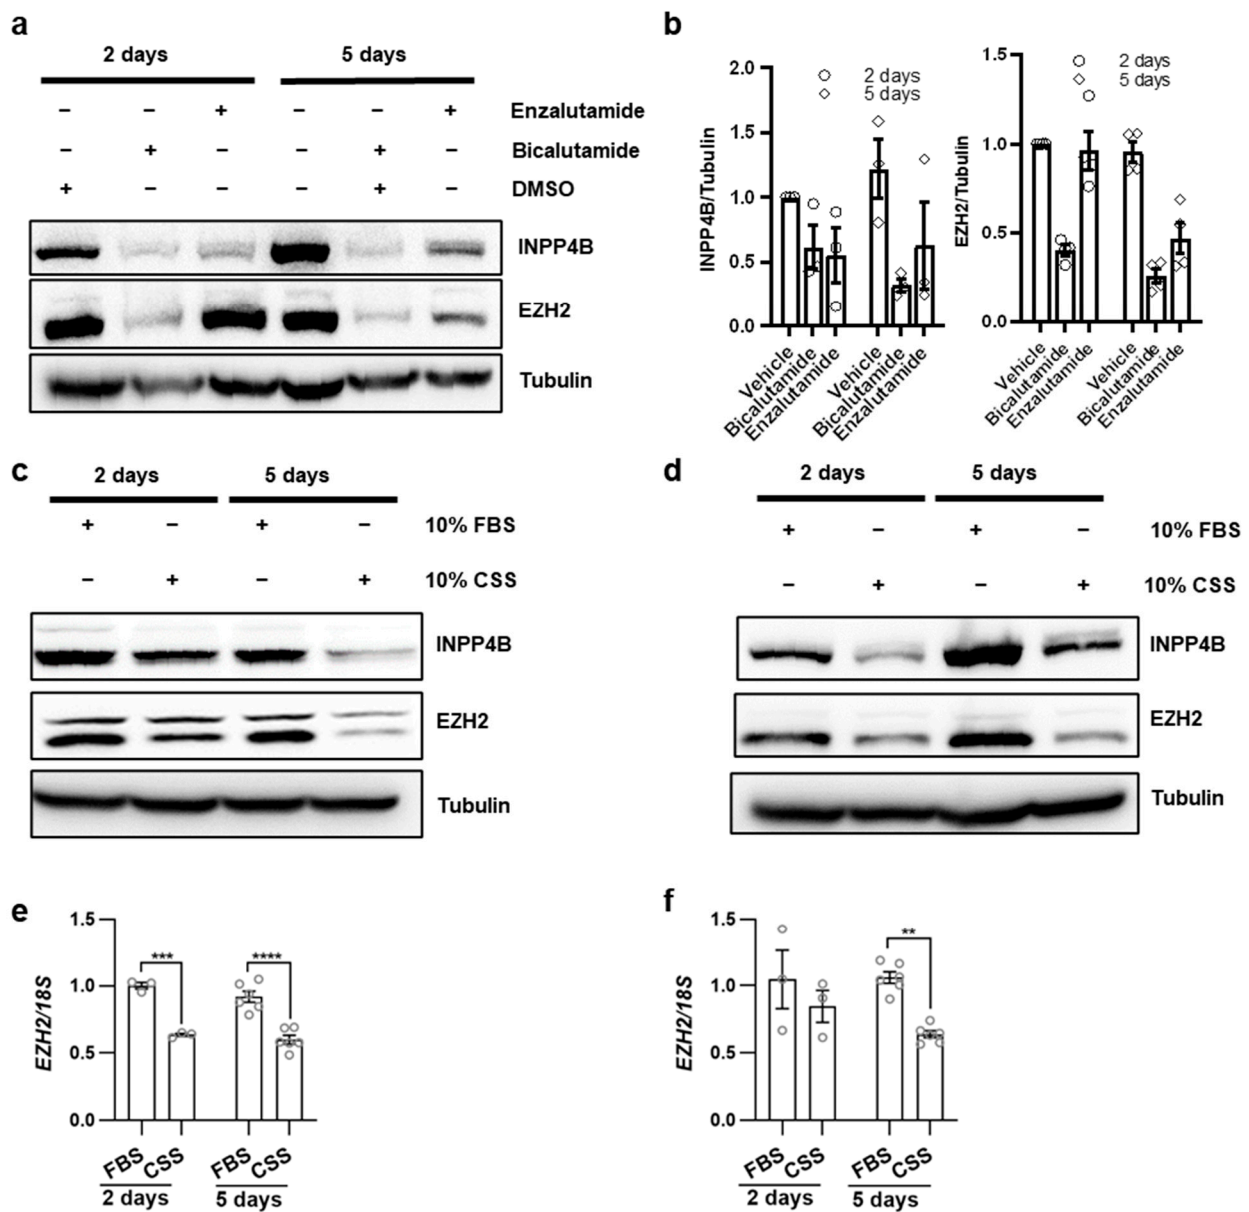 a
2 days 5 days
– – + – – + Enzalutamide
– + – – + – Bicalutamide
+ – – – + – DMSO
INPP4B
EZH2
Tubulin
b
INPP4B/Tubulin
2.0
1.5
1.0
0.5
0.0
2 days
5 days
Vehicle
Bicalutamide
Enzalutamide
Vehicle
Bicalutamide
Enzalutamide
EZH2/Tubulin
1.5
1.0
0.5
0.0
2 days
5 days
Vehicle
Bicalutamide
Enzalutamide
Vehicle
Bicalutamide
Enzalutamide
c
2 days 5 days
+ – + – 10% FBS
– + – + 10% CSS
INPP4B
EZH2
Tubulin
d
2 days 5 days
+ – + – 10% FBS
– + – + 10% CSS
INPP4B
EZH2
Tubulin
e
EZH2/18S
1.5
1.0
0.5
0.0
*** ****
FBS CSS FBS CSS
2 days 5 days
f
EZH2/18S
1.5
1.0
0.5
0.0
**
FBS CSS FBS CSS
2 days 5 days